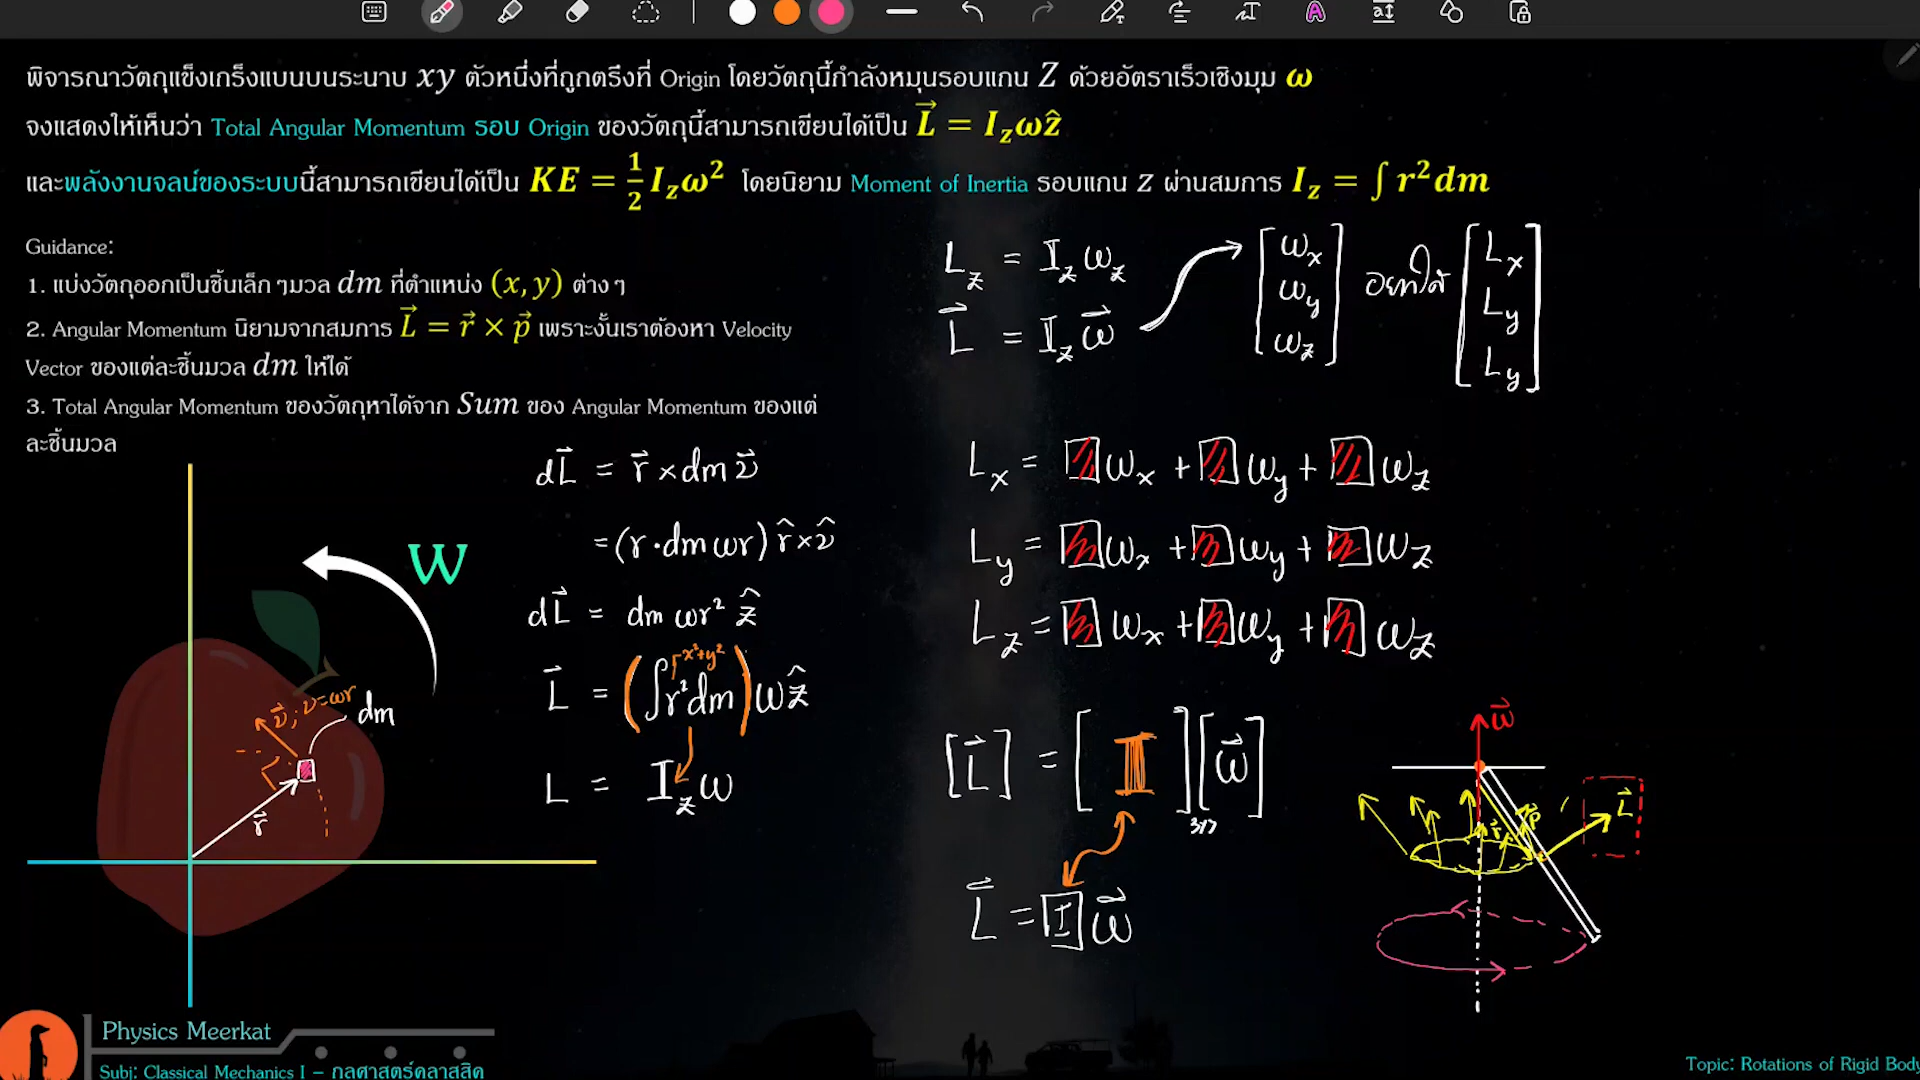 พิจารณาวัตถุแข็งเกร็งแบนบนระนาบ xy ตัวหนึ่งที่ถูกตรึงที่ Origin โดยวัตถุนี้กำลังหมุนรอบแกน Z ด้วยอัตราเร็วเชิงมุม ω
จงแสดงให้เห็นว่า Total Angular Momentum รอบ Origin ของวัตถุนี้สามารถเขียนได้เป็น L⃗ = I_z ωẑ
และพลังงานจลน์ของระบบนี้สามารถเขียนได้เป็น KE = 1/2 I_z ω² โดยนิยาม Moment of Inertia รอบแกน z ผ่านสมการ I_z = ∫ r² dm
Guidance:
1. แบ่งวัตถุออกเป็นชิ้นเล็กๆมวล dm ที่ตำแหน่ง (x, y) ต่างๆ
2. Angular Momentum นิยามจากสมการ L⃗ = r⃗ × p⃗ เพราะงั้นเราต้องหา Velocity
Vector ของแต่ละชิ้นมวล dm ให้ได้
3. Total Angular Momentum ของวัตถุหาได้จาก Sum ของ Angular Momentum ของแต่
ละชิ้นมวล
W
v⃗; v=ωr
dm
r⃗
dL⃗ = r⃗ × dm v⃗
= (r·dm ωr) r̂ × v̂
dL⃗ = dm ωr² ẑ
x²+y²
L⃗ = (∫r²dm) ωẑ
L = I_z ω
L_z = I_z ω_z
L⃗ = I_z ω⃗
[ω_x ω_y ω_z] อยากได้ [L_x L_y L_y]
L_x = □ω_x + □ω_y + □ω_z
L_y = □ω_x + □ω_y + □ω_z
L_z = □ω_x + □ω_y + □ω_z
[L⃗] = [𝕀][ω⃗]
3×3
L⃗ = I ω⃗
ω⃗
r⃗
p⃗
L⃗
Physics Meerkat
Subj: Classical Mechanics I – กลศาสตร์คลาสสิค
Topic: Rotations of Rigid Body